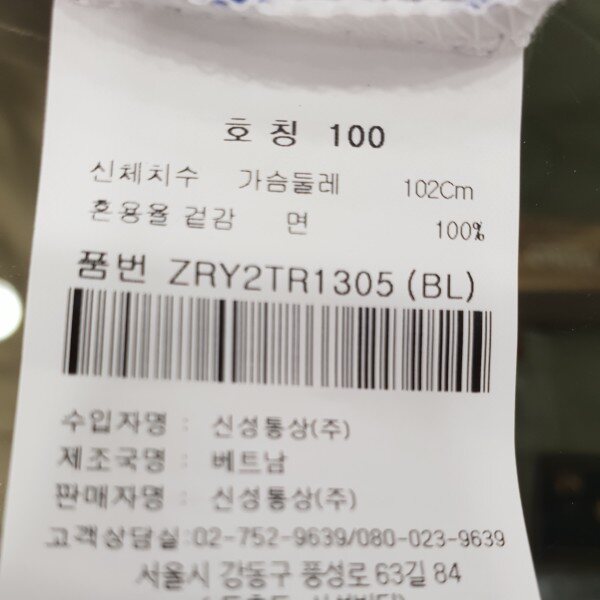 호 칭 100
신체치수 가슴둘레 102Cm
혼용율 겉감 면 100%
품번 ZRY2TR1305(BL)
수입자명 : 신성통상(주)
제조국명 : 베트남
판매자명 : 신성통상(주)
고객상담실:02-752-9639/080-023-9639
서울시 강동구 풍성로 63길 84